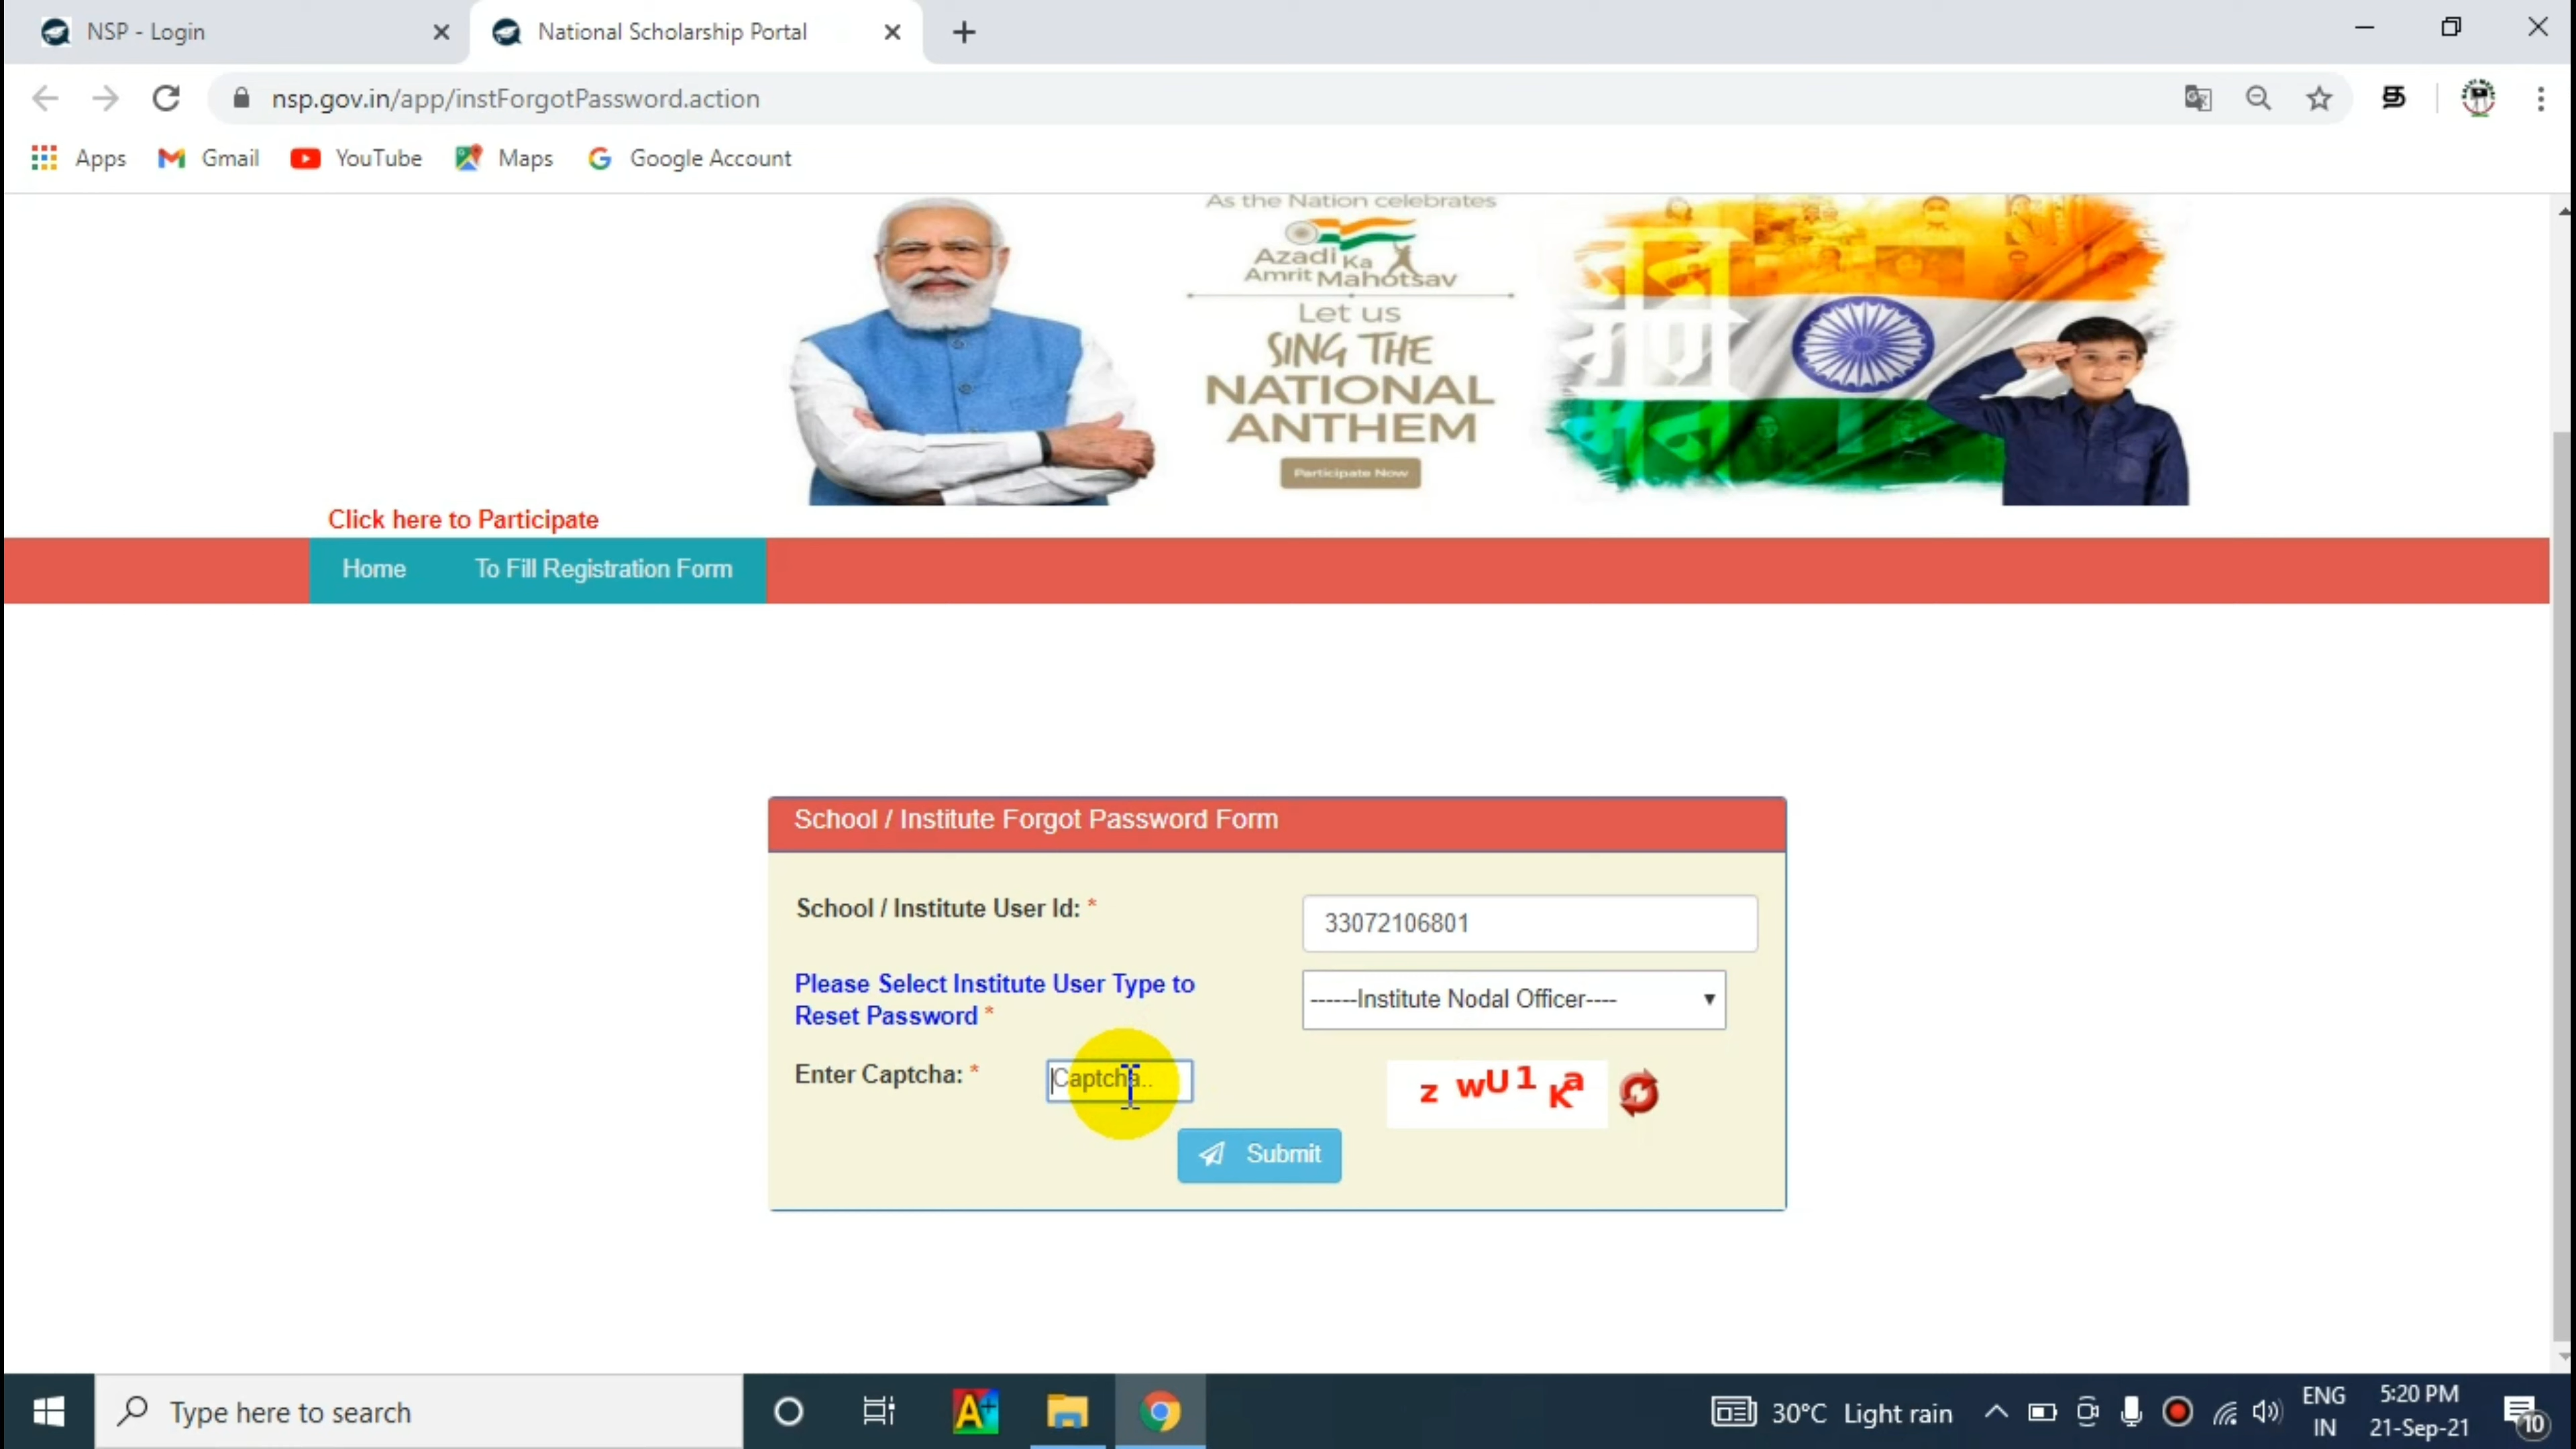 NSP - Login
National Scholarship Portal
nsp.gov.in/app/instForgotPassword.action
Apps Gmail YouTube Maps Google Account
As the Nation celebrates
Azadi Ka
Amrit Mahotsav
Let us
SING THE
NATIONAL
ANTHEM
Participate Now
Click here to Participate
Home To Fill Registration Form
School / Institute Forgot Password Form
School / Institute User Id: * 33072106801
Please Select Institute User Type to
Reset Password * ------Institute Nodal Officer----
Enter Captcha: * Captcha.. z wU1 Ka
Submit
Type here to search
30°C Light rain
ENG
IN
5:20 PM
21-Sep-21
10